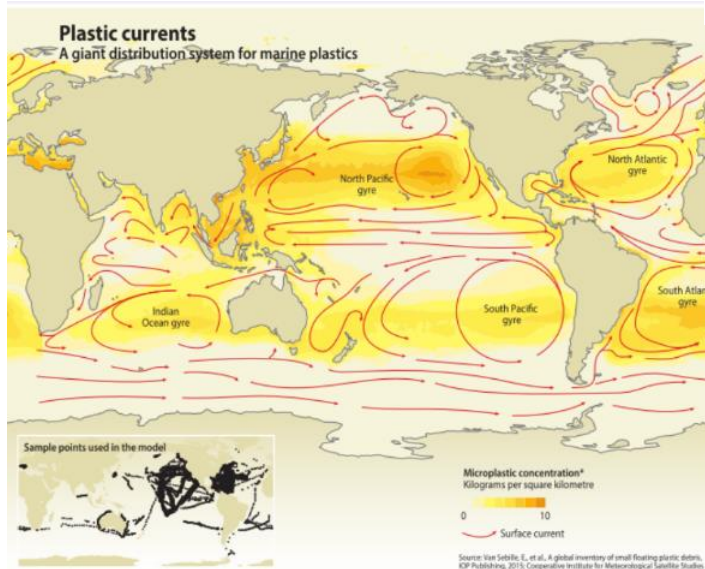 Plastic currents
A giant distribution system for marine plastics
North Atlantic
gyre
North Pacific
gyre
Indian
Ocean gyre
South Pacific
gyre
South Atla
gyre
Sample points used in the model
Microplastic concentration*
Kilograms per square kilometre
0 10
Surface current
Source: Van Sebille, E., et al., A global inventory of small floating plastic debris,
IOP Publishing, 2015; Cooperative Institute for Meteorological Satellite Studies